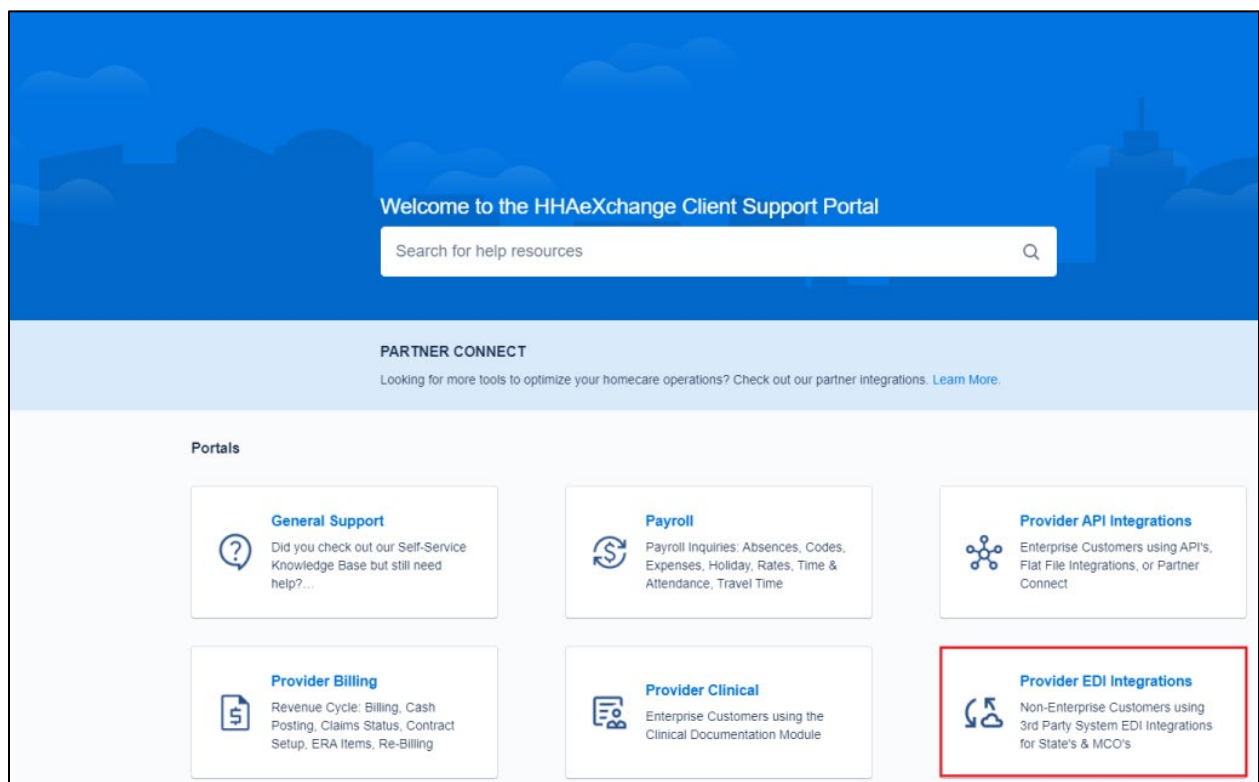 Welcome to the HHAeXchange Client Support Portal
Search for help resources
PARTNER CONNECT
Looking for more tools to optimize your homecare operations? Check out our partner integrations. Learn More.
Portals
General Support
Did you check out our Self-Service
Knowledge Base but still need
help?...
Payroll
Payroll Inquiries: Absences, Codes,
Expenses, Holiday, Rates, Time &
Attendance, Travel Time
Provider API Integrations
Enterprise Customers using API's,
Flat File Integrations, or Partner
Connect
Provider Billing
Revenue Cycle: Billing, Cash
Posting, Claims Status, Contract
Setup, ERA Items, Re-Billing
Provider Clinical
Enterprise Customers using the
Clinical Documentation Module
Provider EDI Integrations
Non-Enterprise Customers using
3rd Party System EDI Integrations
for State's & MCO's